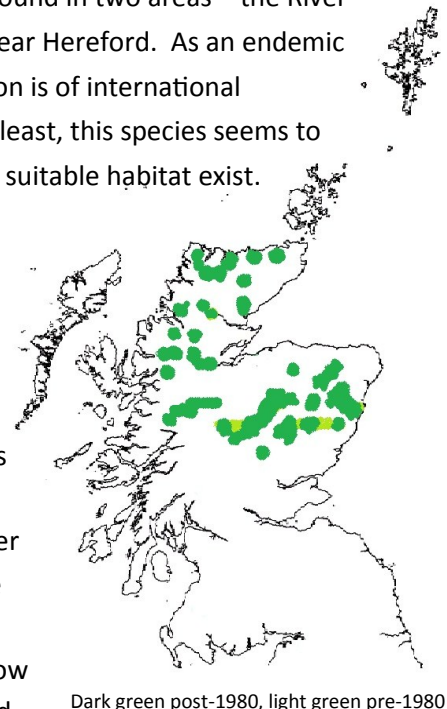 ound in two areas – the River
ear Hereford. As an endemic
on is of international
least, this species seems to
suitable habitat exist.
s
er
ow
Dark green post-1980, light green pre-1980